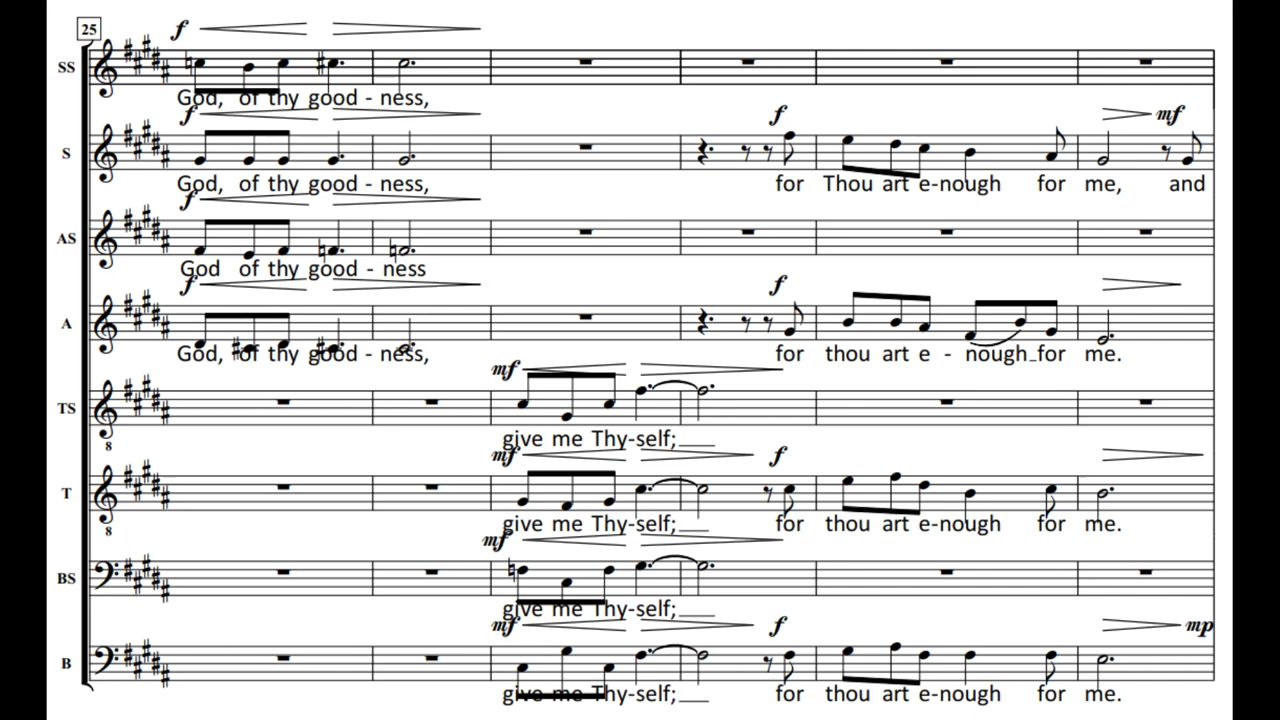 25
f
SS
God, of thy good - ness,
f
f
S
God, of thy good - ness, for Thou art e-nough for me, and
mf
f
AS
God of thy good - ness
f
f
A
God, of thy good - ness, for thou art e - nough for me.
mf
TS
8
give me Thy-self;
mf
f
T
8
give me Thy-self; for thou art e-nough for me.
mf
BS
give me Thy-self;
mf
f
mp
B
give me Thy-self; for thou art e-nough for me.